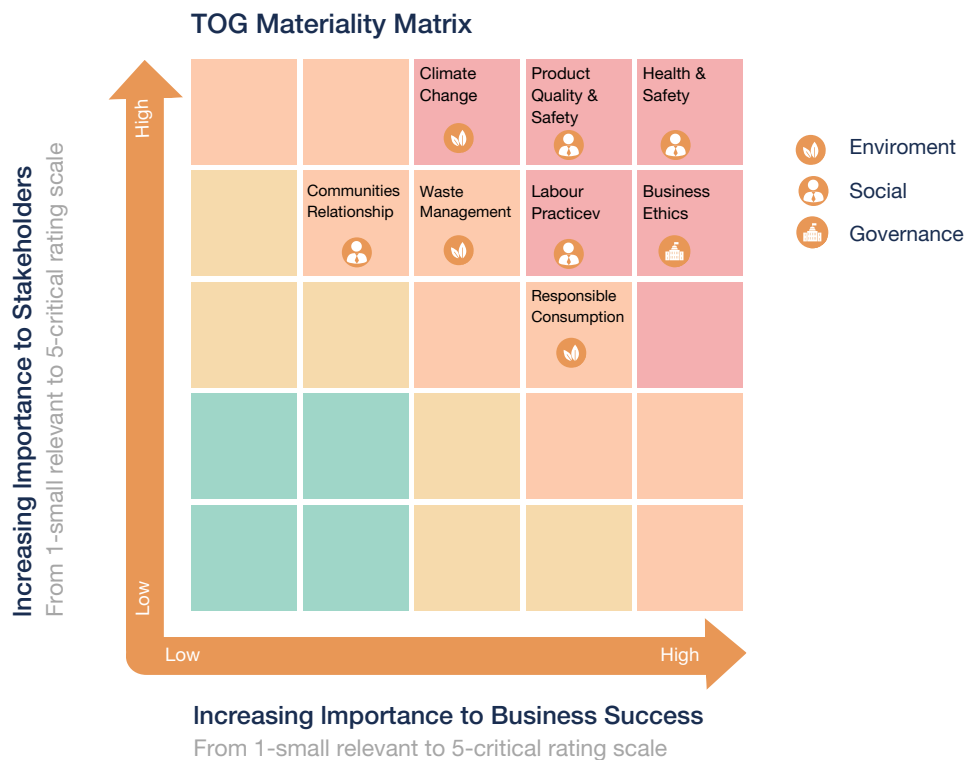 TOG Materiality Matrix
High
Low
Increasing Importance to Stakeholders
From 1-small relevant to 5-critical rating scale
Climate
Change
Product
Quality &
Safety
Health &
Safety
Communities
Relationship
Waste
Management
Labour
Practicev
Business
Ethics
Responsible
Consumption
Enviroment
Social
Governance
Low
High
Increasing Importance to Business Success
From 1-small relevant to 5-critical rating scale